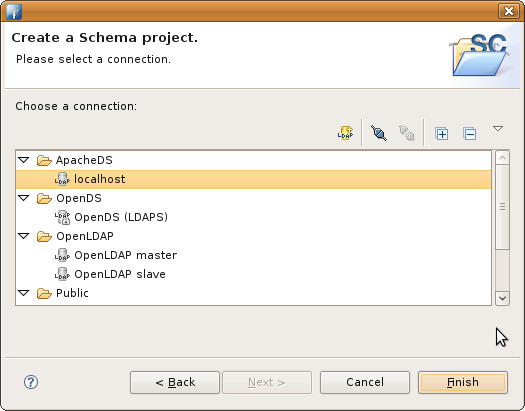 Create a Schema project.
SC
Please select a connection.
Choose a connection:
LDAP
ApacheDS
LDAP localhost
OpenDS
LDAP OpenDS (LDAPS)
OpenLDAP
LDAP OpenLDAP master
LDAP OpenLDAP slave
Public
? < Back Next > Cancel Finish